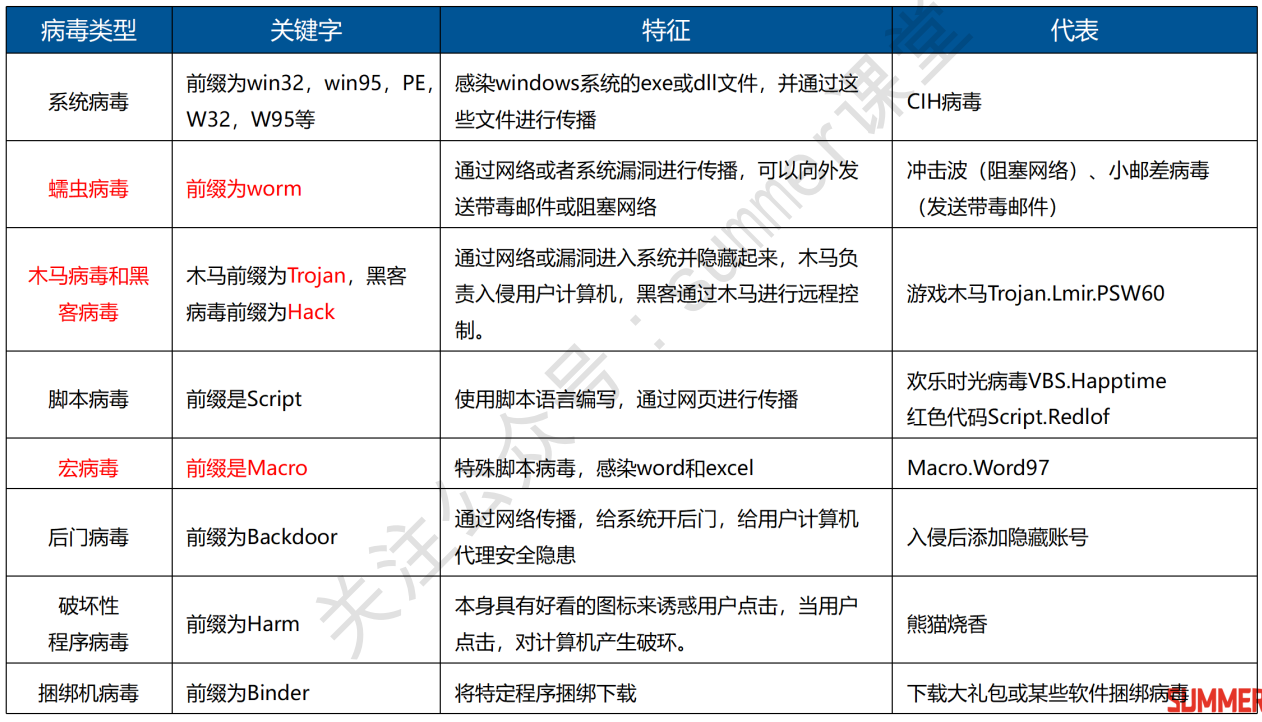 病毒类型 关键字 特征 代表
系统病毒
前缀为win32，win95，PE，
W32，W95等
感染windows系统的exe或dll文件，并通过这
些文件进行传播
CIH病毒
蠕虫病毒
前缀为worm
通过网络或者系统漏洞进行传播，可以向外发
送带毒邮件或阻塞网络
冲击波（阻塞网络）、小邮差病毒
（发送带毒邮件）
木马病毒和黑
客病毒
木马前缀为Trojan，黑客
病毒前缀为Hack
通过网络或漏洞进入系统并隐藏起来，木马负
责入侵用户计算机，黑客通过木马进行远程控
制。
游戏木马Trojan.Lmir.PSW60
脚本病毒
前缀是Script
使用脚本语言编写，通过网页进行传播
欢乐时光病毒VBS.Happtime
红色代码Script.Redlof
宏病毒
前缀是Macro
特殊脚本病毒，感染word和excel
Macro.Word97
后门病毒
前缀为Backdoor
通过网络传播，给系统开后门，给用户计算机
代理安全隐患
入侵后添加隐藏账号
破坏性
程序病毒
前缀为Harm
本身具有好看的图标来诱惑用户点击，当用户
点击，对计算机产生破环。
熊猫烧香
捆绑机病毒
前缀为Binder
将特定程序捆绑下载
下载大礼包或某些软件捆绑病毒
关注公众号：summer课堂
SUMMER